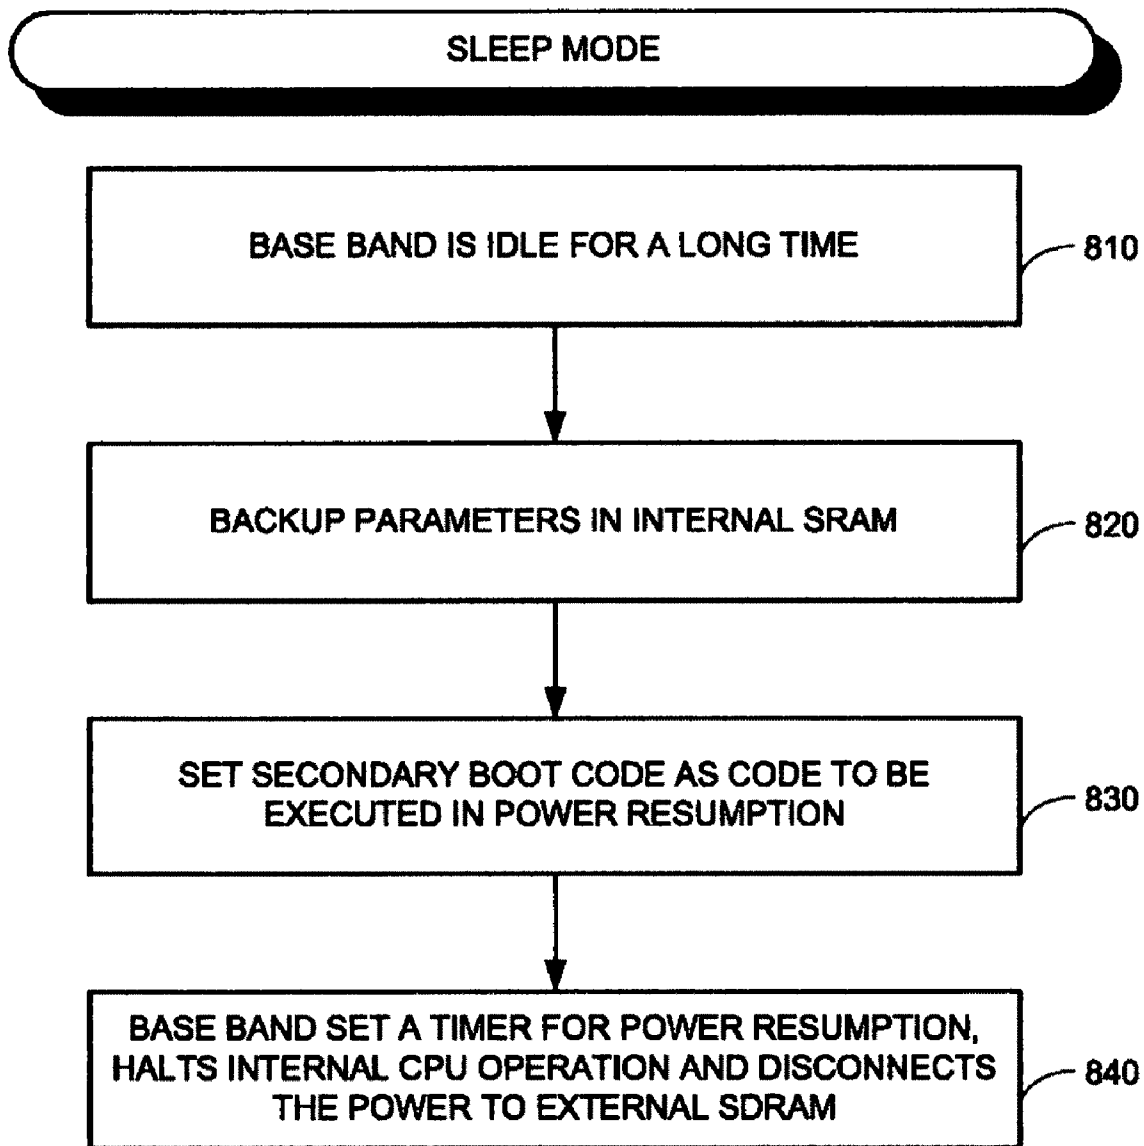 SLEEP MODE
BASE BAND IS IDLE FOR A LONG TIME
810
BACKUP PARAMETERS IN INTERNAL SRAM
820
SET SECONDARY BOOT CODE AS CODE TO BE
EXECUTED IN POWER RESUMPTION
830
BASE BAND SET A TIMER FOR POWER RESUMPTION,
HALTS INTERNAL CPU OPERATION AND DISCONNECTS
THE POWER TO EXTERNAL SDRAM
840